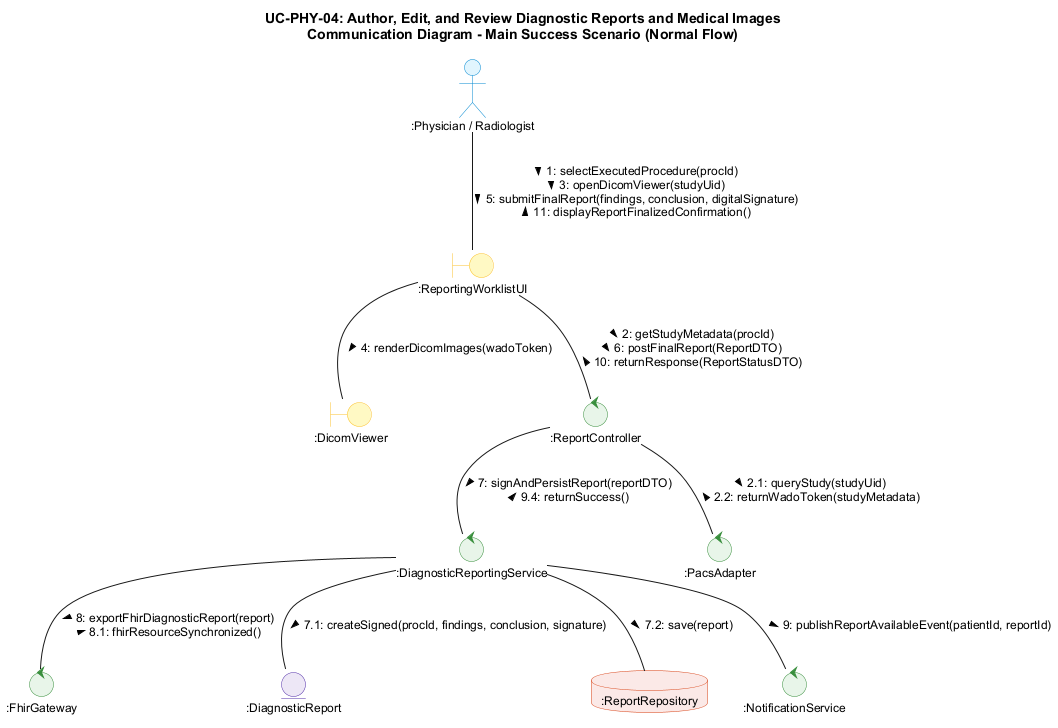 UC-PHY-04: Author, Edit, and Review Diagnostic Reports and Medical Images
Communication Diagram - Main Success Scenario (Normal Flow)
:Physician / Radiologist
1: selectExecutedProcedure(procId)
3: openDicomViewer(studyUid)
5: submitFinalReport(findings, conclusion, digitalSignature)
11: displayReportFinalizedConfirmation()
:ReportingWorklistUI
4: renderDicomImages(wadoToken)
2: getStudyMetadata(procId)
6: postFinalReport(ReportDTO)
10: returnResponse(ReportStatusDTO)
:DicomViewer
:ReportController
7: signAndPersistReport(reportDTO)
9.4: returnSuccess()
2.1: queryStudy(studyUid)
2.2: returnWadoToken(studyMetadata)
:DiagnosticReportingService
:PacsAdapter
8: exportFhirDiagnosticReport(report)
8.1: fhirResourceSynchronized()
7.1: createSigned(procId, findings, conclusion, signature)
7.2: save(report)
9: publishReportAvailableEvent(patientId, reportId)
:FhirGateway
:DiagnosticReport
:ReportRepository
:NotificationService